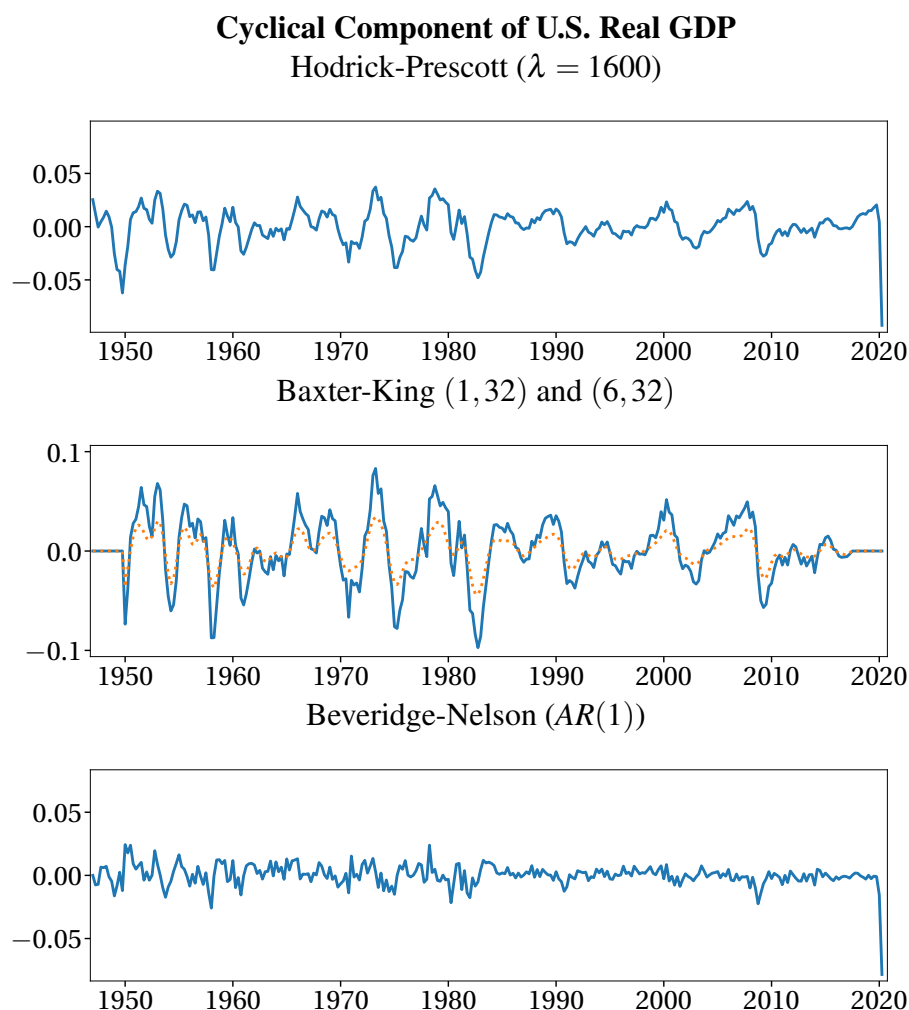 Cyclical Component of U.S. Real GDP
Hodrick-Prescott (λ = 1600)
0.05
0.00
−0.05
1950 1960 1970 1980 1990 2000 2010 2020
Baxter-King (1, 32) and (6, 32)
0.1
0.0
−0.1
1950 1960 1970 1980 1990 2000 2010 2020
Beveridge-Nelson (AR(1))
0.05
0.00
−0.05
1950 1960 1970 1980 1990 2000 2010 2020